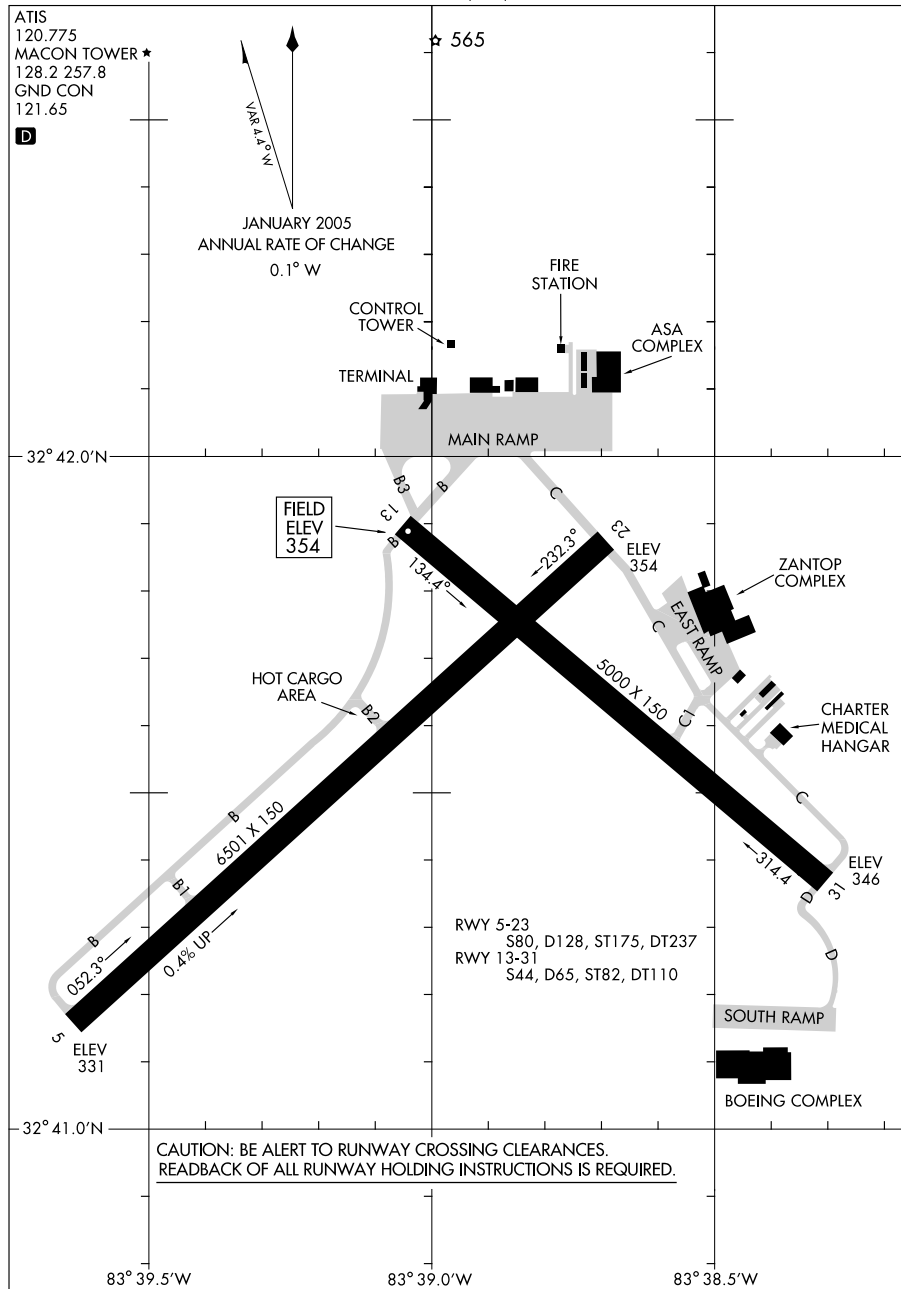 ATIS
120.775
MACON TOWER
128.2 257.8
GND CON
121.65
D
565
VAR 4.4° W
JANUARY 2005
ANNUAL RATE OF CHANGE
0.1° W
FIRE
STATION
CONTROL
TOWER
ASA
COMPLEX
TERMINAL
MAIN RAMP
32°42.0'N
B3
B
C
13
23
FIELD
ELEV
354
B
134.4°
232.3°
ELEV
354
ZANTOP
COMPLEX
EAST RAMP
C
HOT CARGO
AREA
B2
5000 X 150
C1
CHARTER
MEDICAL
HANGAR
C
B
6501 X 150
B1
314.4
ELEV
346
D
31
B
052.3°
0.4% UP
RWY 5-23
S80, D128, ST175, DT237
RWY 13-31
S44, D65, ST82, DT110
D
SOUTH RAMP
5
ELEV
331
BOEING COMPLEX
32°41.0'N
CAUTION: BE ALERT TO RUNWAY CROSSING CLEARANCES.
READBACK OF ALL RUNWAY HOLDING INSTRUCTIONS IS REQUIRED.
83°39.5'W
83°39.0'W
83°38.5'W